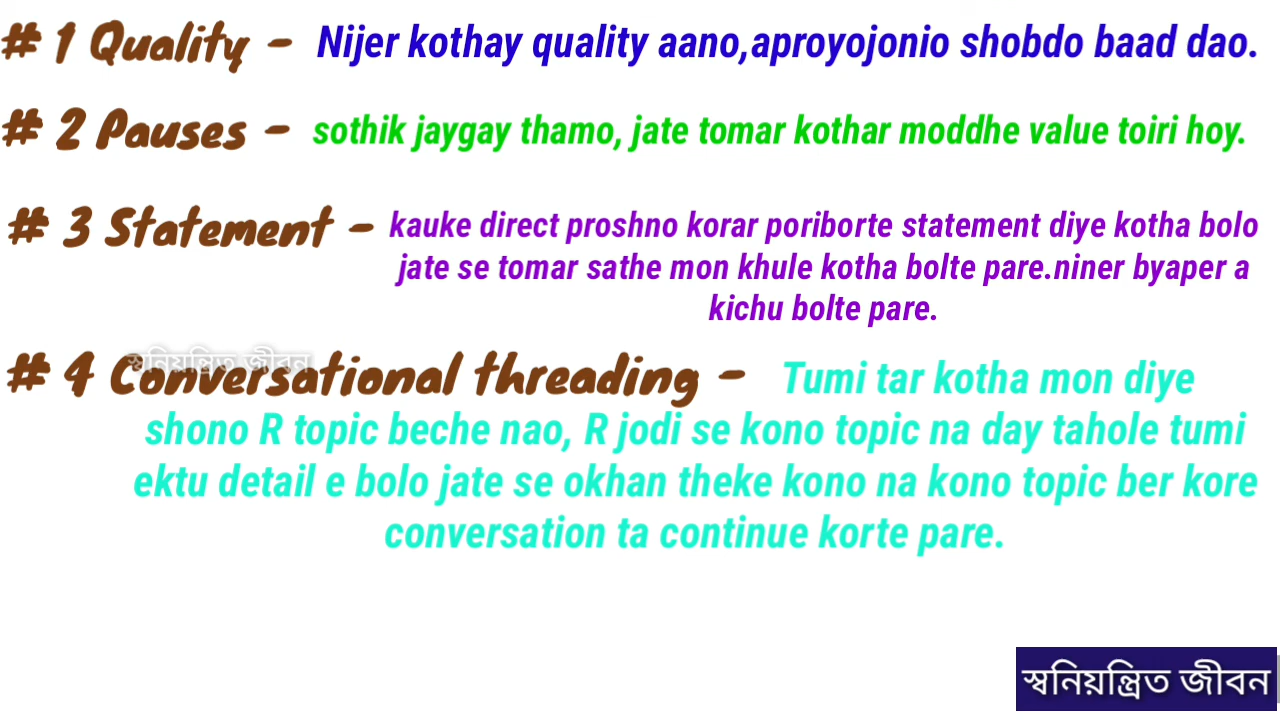 # 1 Quality - Nijer kothay quality aano,aproyojonio shobdo baad dao.
# 2 Pauses - sothik jaygay thamo, jate tomar kothar moddhe value toiri hoy.
# 3 Statement - kauke direct proshno korar poriborte statement diye kotha bolo
jate se tomar sathe mon khule kotha bolte pare.niner byaper a
kichu bolte pare.
স্বনিয়ন্ত্রিত জীবন
# 4 Conversational threading - Tumi tar kotha mon diye
shono R topic beche nao, R jodi se kono topic na day tahole tumi
ektu detail e bolo jate se okhan theke kono na kono topic ber kore
conversation ta continue korte pare.
স্বনিয়ন্ত্রিত জীবন